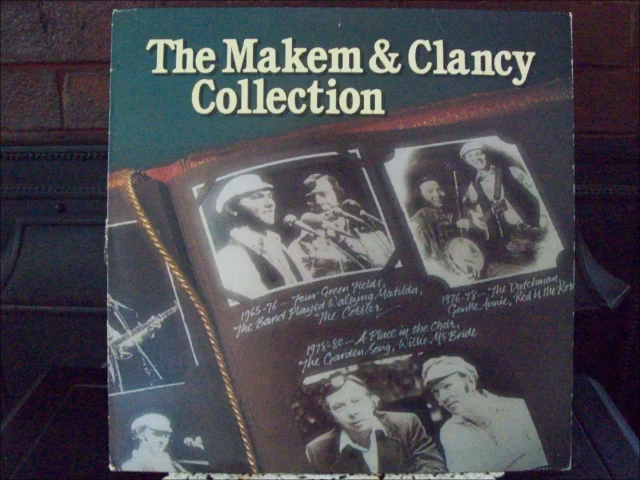 The Makem & Clancy
Collection
1965-76 - Four Green Fields,
The Band Played Waltzing Matilda,
The Cobbler
1976-78 - The Dutchman,
Gentle Annie, Red is the Rose
1978-80 - A Place in the Choir,
The Garden Song, Willie McBride